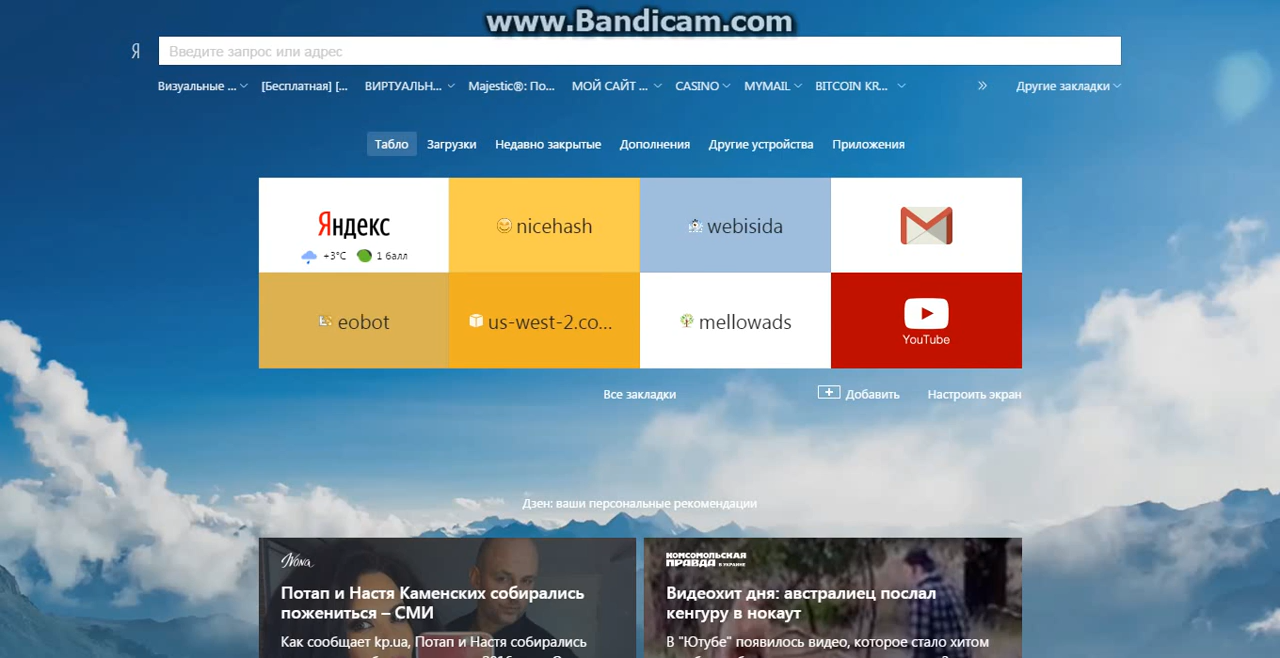 www.Bandicam.com
Я Введите запрос или адрес
Визуальные ... [Бесплатная] [... ВИРТУАЛЬН... Majestic®: По... МОЙ САЙТ ... CASINO MYMAIL BITCOIN KR... » Другие закладки
Табло Загрузки Недавно закрытые Дополнения Другие устройства Приложения
Яндекс nicehash webisida
+3°C 1 балл
eobot us-west-2.co... mellowads YouTube
Все закладки Добавить Настроить экран
Дзен: ваши персональные рекомендации
Nona КОМСОМОЛЬСКАЯ
ПРАВДА В УКРАИНЕ
Потап и Настя Каменских собирались
пожениться – СМИ
Как сообщает kp.ua, Потап и Настя собирались
Видеохит дня: австралиец послал
кенгуру в нокаут
В "Ютубе" появилось видео, которое стало хитом